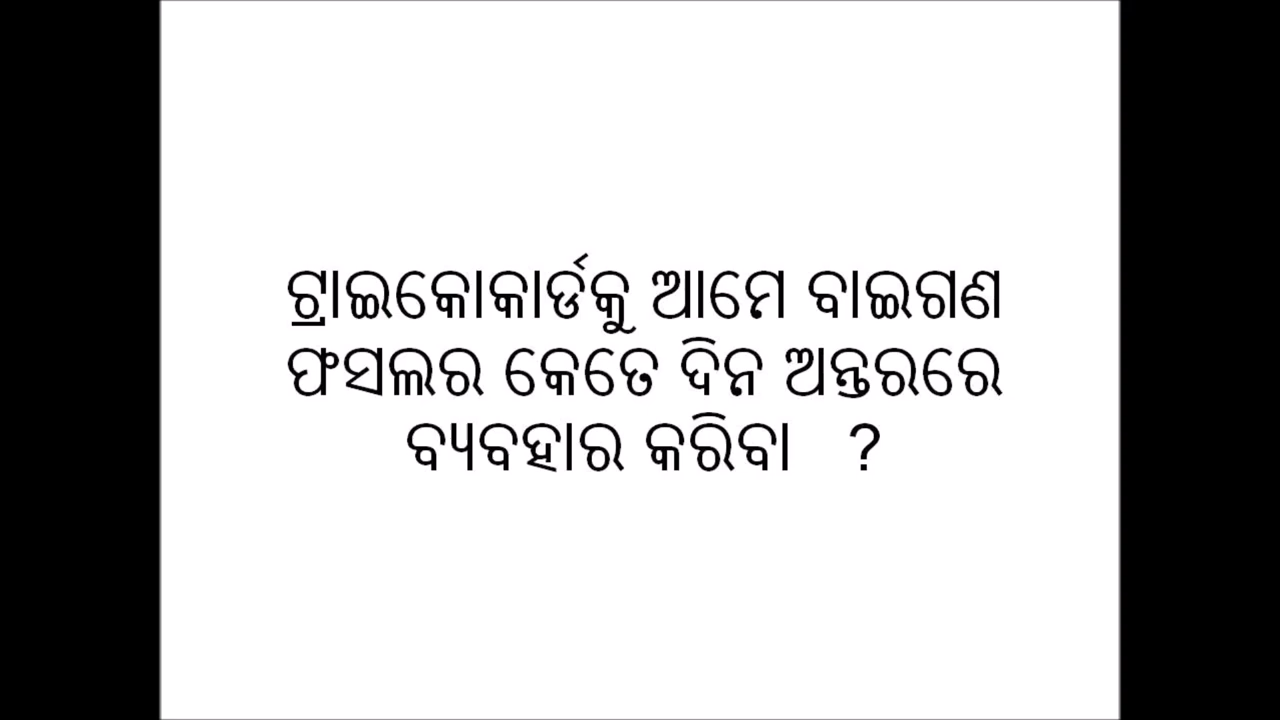 ଟ୍ରାଇକୋକାର୍ଡକୁ ଆମେ ବାଇଗଣ
ଫସଲର କେତେ ଦିନ ଅନ୍ତରରେ
ବ୍ୟବହାର କରିବା ?